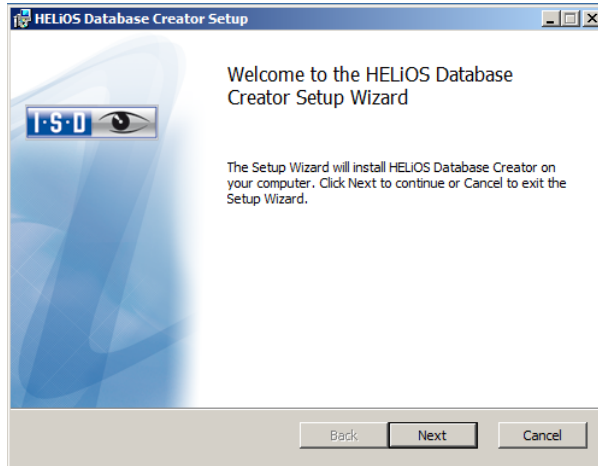 HELiOS Database Creator Setup
Welcome to the HELiOS Database
Creator Setup Wizard
I·S·D
The Setup Wizard will install HELiOS Database Creator on
your computer. Click Next to continue or Cancel to exit the
Setup Wizard.
Back Next Cancel